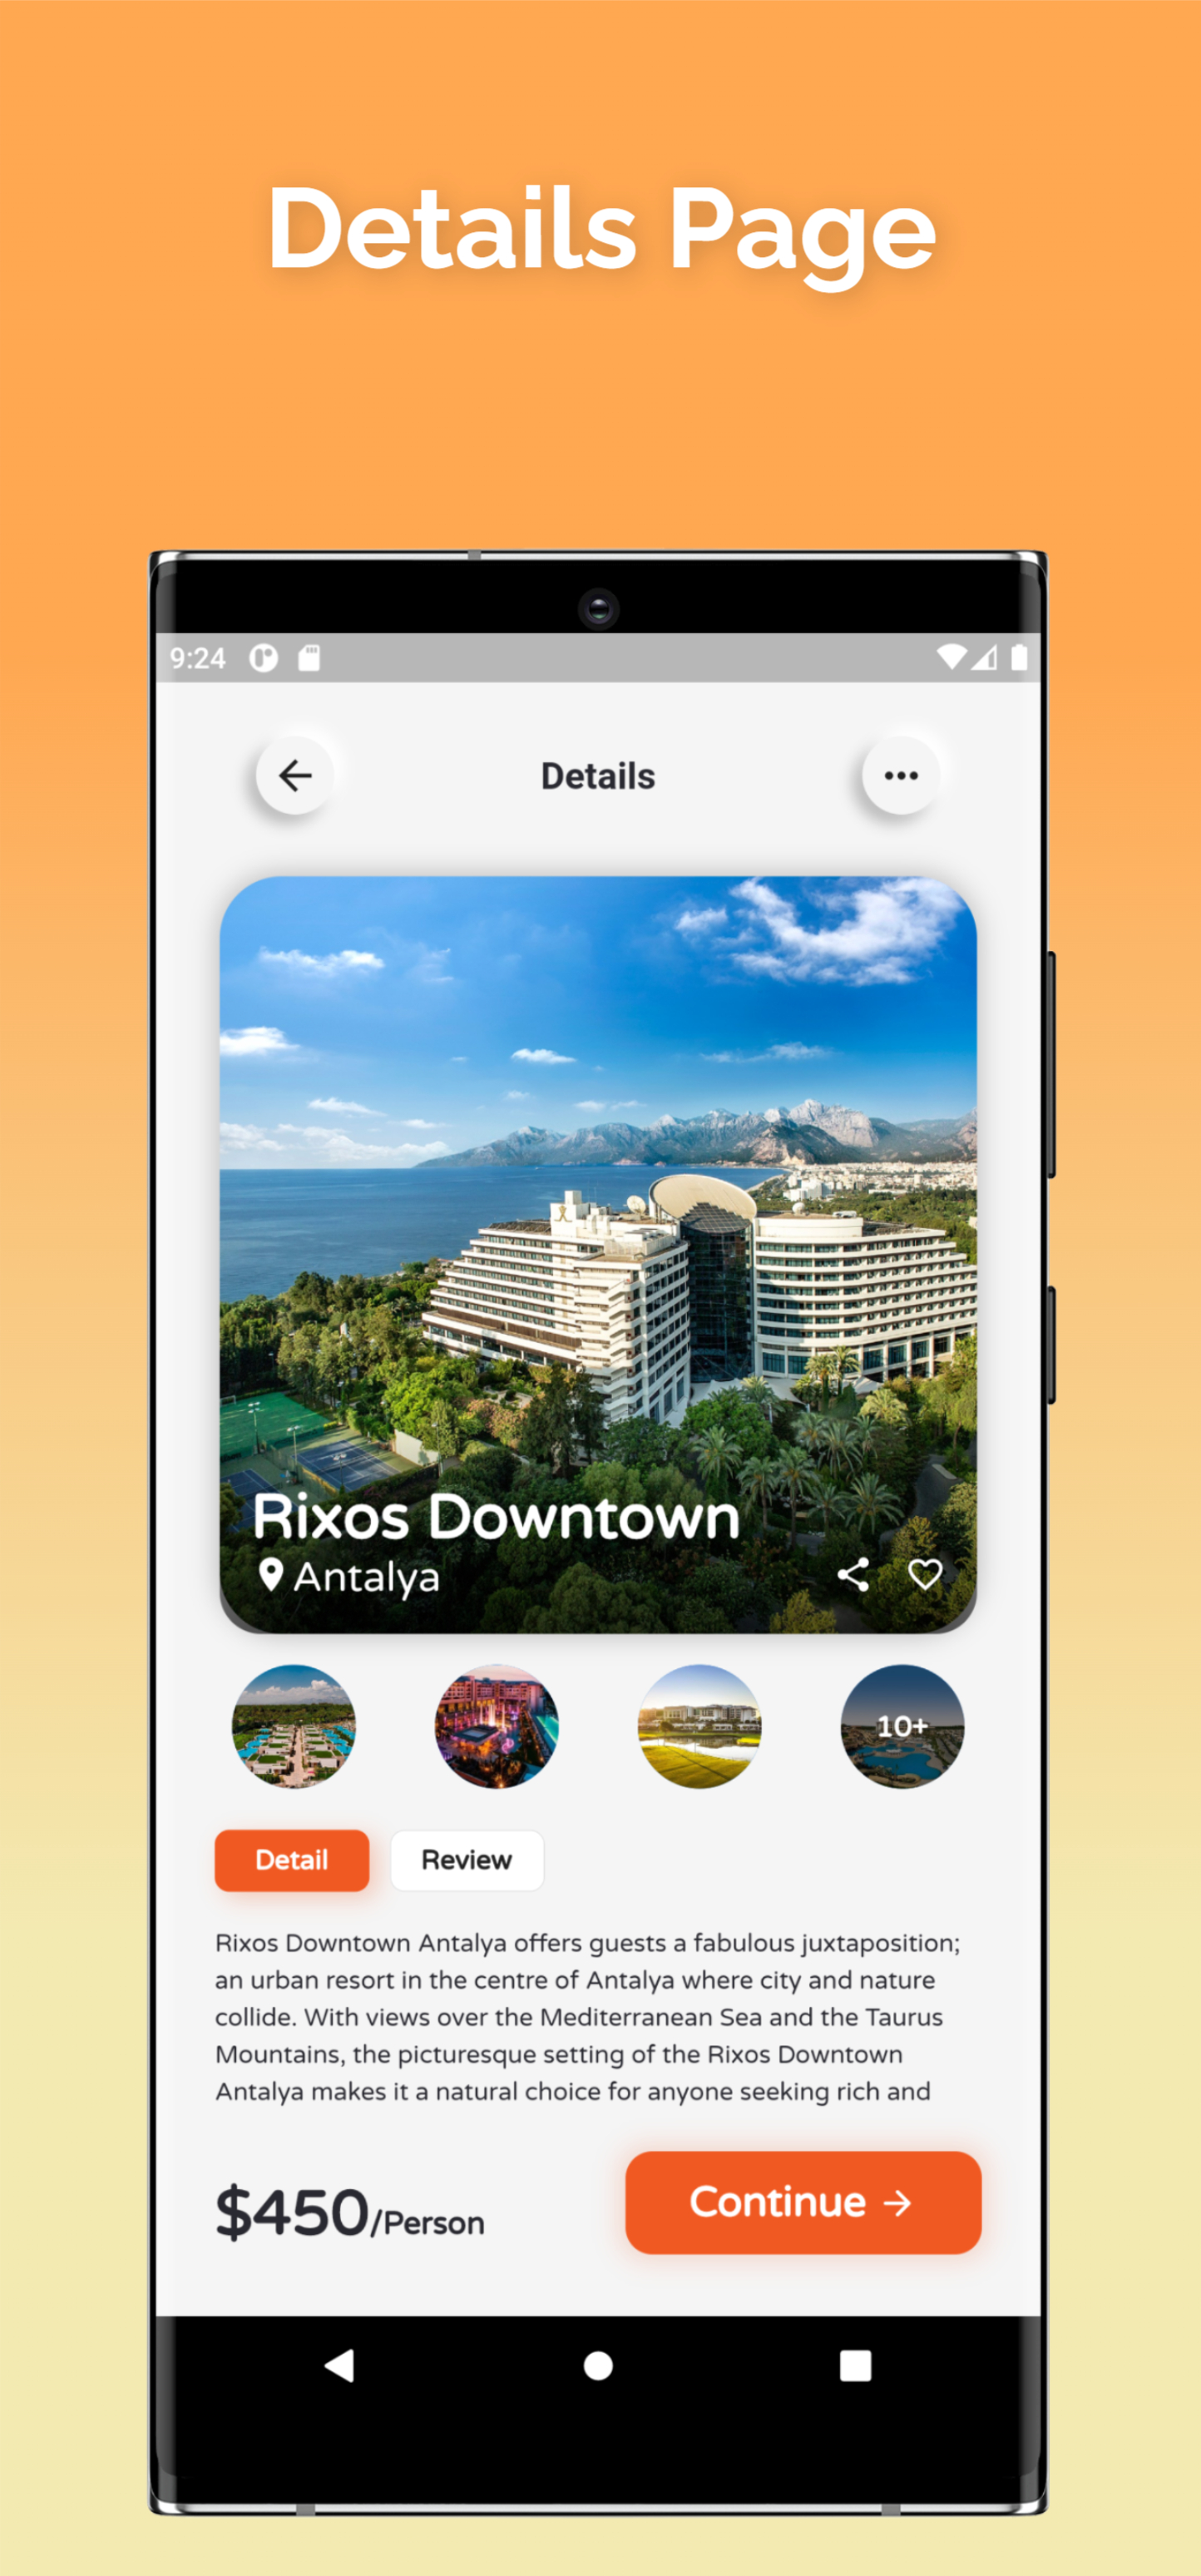 Details Page
9:24
Details
Rixos Downtown
Antalya
10+
Detail
Review
Rixos Downtown Antalya offers guests a fabulous juxtaposition;
an urban resort in the centre of Antalya where city and nature
collide. With views over the Mediterranean Sea and the Taurus
Mountains, the picturesque setting of the Rixos Downtown
Antalya makes it a natural choice for anyone seeking rich and
$450/Person
Continue →